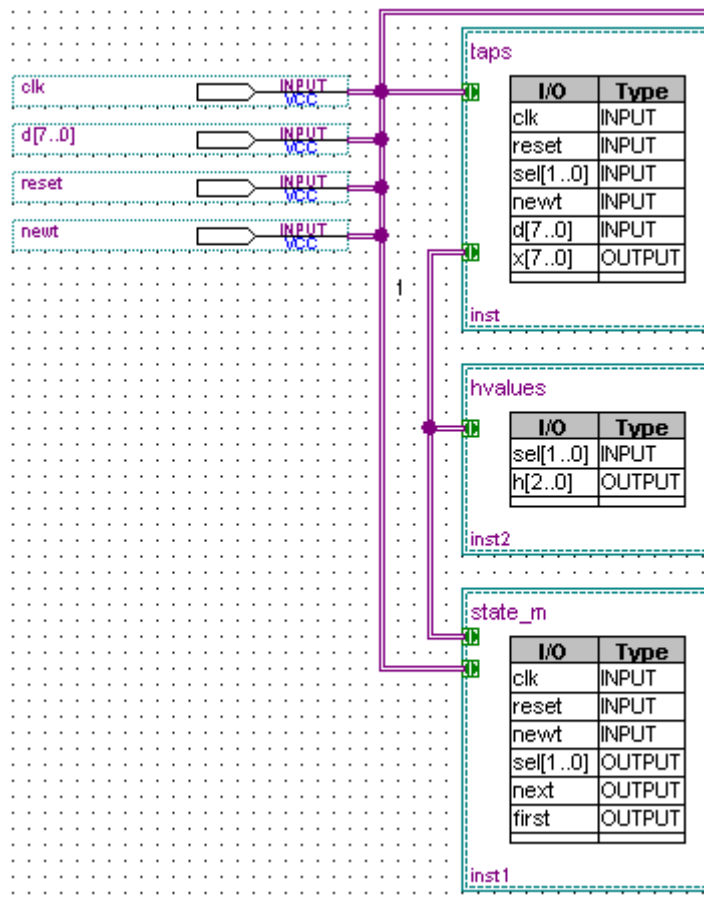 clk INPUT
VCC
d[7..0] INPUT
VCC
reset INPUT
VCC
newt INPUT
VCC
taps
I/O Type
clk INPUT
reset INPUT
sel[1..0] INPUT
newt INPUT
d[7..0] INPUT
x[7..0] OUTPUT
inst
hvalues
I/O Type
sel[1..0] INPUT
h[2..0] OUTPUT
inst2
state_m
I/O Type
clk INPUT
reset INPUT
newt INPUT
sel[1..0] OUTPUT
next OUTPUT
first OUTPUT
inst1